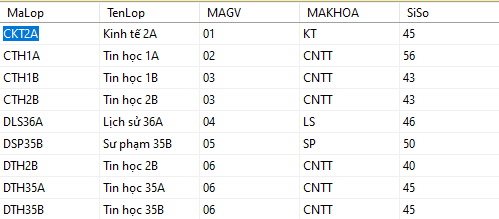 MaLop TenLop MAGV MAKHOA SiSo
CKT2A Kinh tế 2A 01 KT 45
CTH1A Tin học 1A 02 CNTT 56
CTH1B Tin học 1B 03 CNTT 43
CTH2B Tin học 2B 03 CNTT 43
DLS36A Lịch sử 36A 04 LS 46
DSP35B Sư phạm 35B 05 SP 50
DTH2B Tin học 2B 06 CNTT 40
DTH35A Tin học 35A 06 CNTT 45
DTH35B Tin học 35B 06 CNTT 45